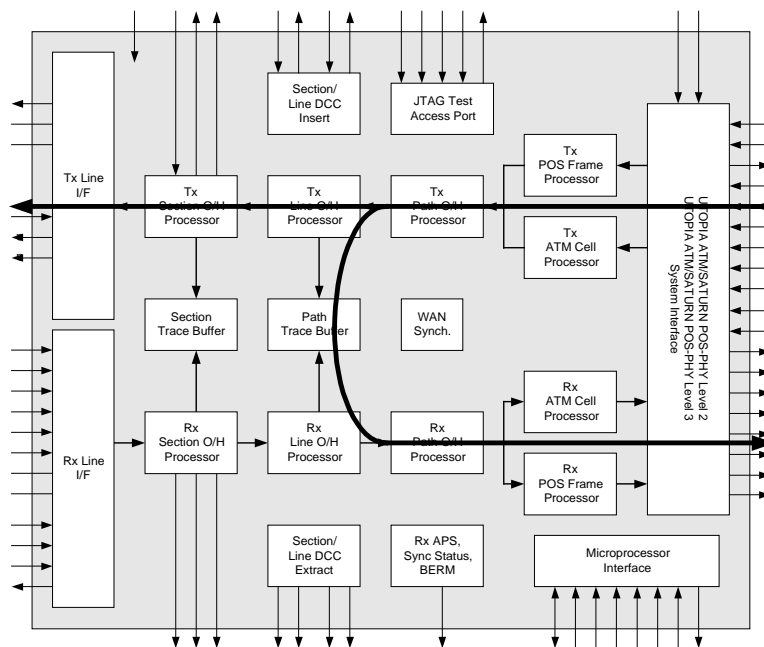 Section/
Line DCC
Insert
JTAG Test
Access Port
Tx Line
I/F
Tx
Section O/H
Processor
Tx
Line O/H
Processor
Tx
Path O/H
Processor
Tx
POS Frame
Processor
Tx
ATM Cell
Processor
UTOPIA ATM/SATURN POS-PHY Level 2
UTOPIA ATM/SATURN POS-PHY Level 3
System Interface
Section
Trace Buffer
Path
Trace Buffer
WAN
Synch.
Rx Line
I/F
Rx
Section O/H
Processor
Rx
Line O/H
Processor
Rx
Path O/H
Processor
Rx
ATM Cell
Processor
Rx
POS Frame
Processor
Section/
Line DCC
Extract
Rx APS,
Sync Status,
BERM
Microprocessor
Interface